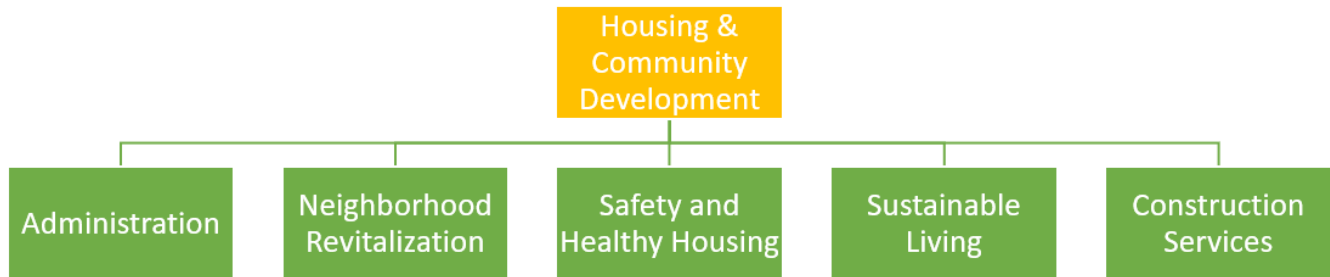 Housing &
Community
Development
Administration
Neighborhood
Revitalization
Safety and
Healthy Housing
Sustainable
Living
Construction
Services